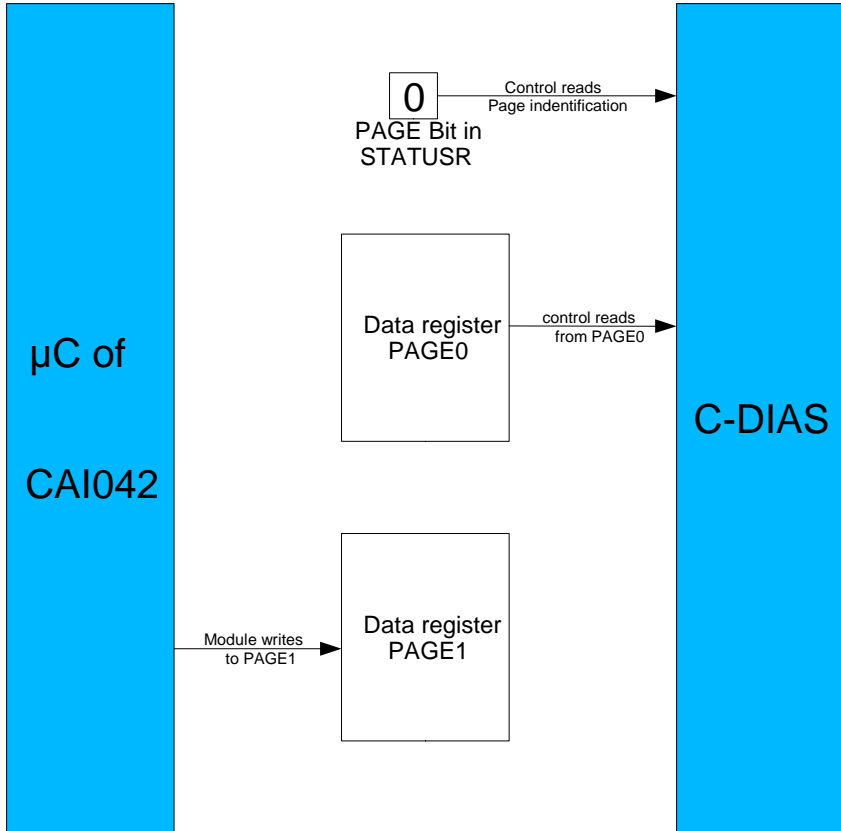 0
Control reads
Page indentification
PAGE Bit in
STATUSR
Data register
PAGE0
control reads
from PAGE0
µC of
CAI042
C-DIAS
Data register
PAGE1
Module writes
to PAGE1